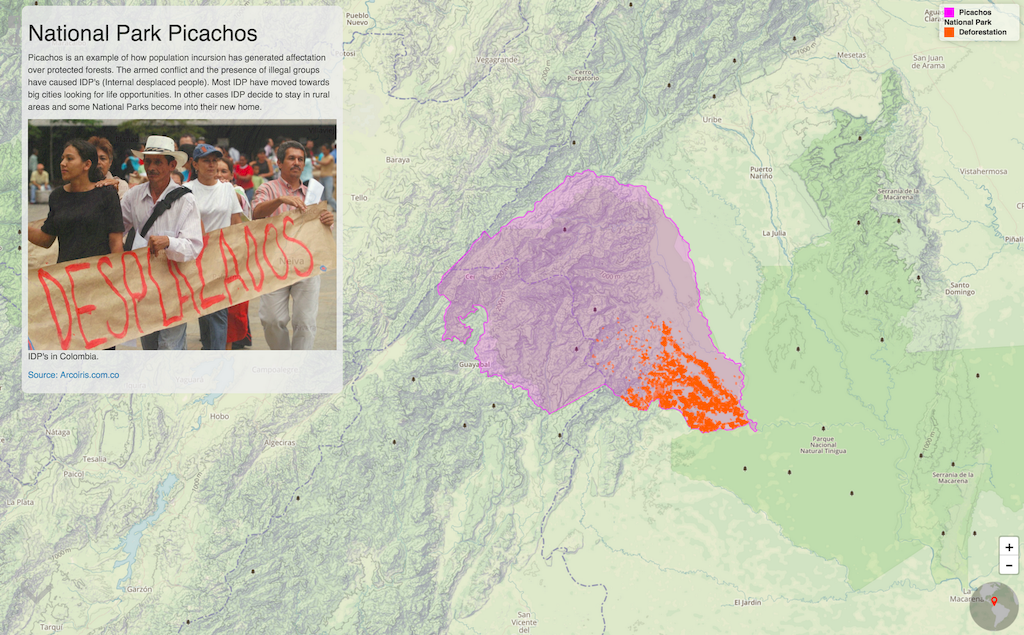 National Park Picachos
Picachos is an example of how population incursion has generated affectation
over protected forests. The armed conflict and the presence of illegal groups
have caused IDP's (Internal desplaced people). Most IDP have moved towards
big cities looking for life opportunities. In other cases IDP decide to stay in rural
areas and some National Parks become into their new home.
DESPLAZADOS
Neiva
IDP's in Colombia.
Source: Arcoiris.com.co
Picachos
National Park
Deforestation
Pueblo
Nuevo
Vegagrande
Cerro
Purgatorio
Mesetas
San Juan
de Arama
Uribe
Baraya
Tello
Puerto
Nariño
Vistahermosa
Serranía de la
Macarena
La Julia
Santo
Domingo
Guayabal
Hobo
Algeciras
Nátaga
Tesalia
Paicol
La Plata
Parque
Nacional
Natural Tinigua
Serranía de la
Macarena
Garzón
Tarqui
San
Vicente
del
El Jardín
La
Macarena
+
−